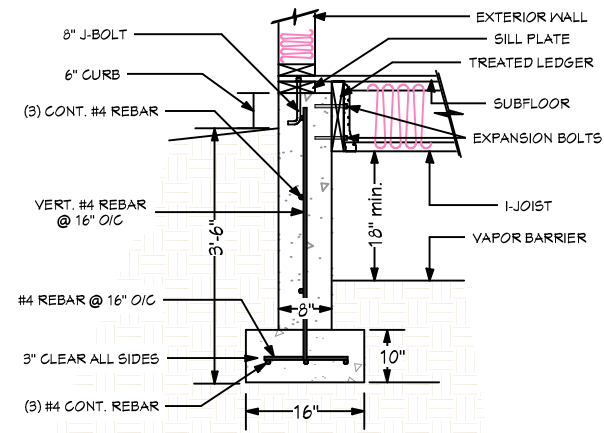 EXTERIOR WALL
8" J-BOLT
SILL PLATE
TREATED LEDGER
6" CURB
SUBFLOOR
(3) CONT. #4 REBAR
EXPANSION BOLTS
VERT. #4 REBAR
@ 16" O/C
I-JOIST
3'-6"
18" min.
VAPOR BARRIER
#4 REBAR @ 16" O/C
8"
3" CLEAR ALL SIDES
10"
(3) #4 CONT. REBAR
16"